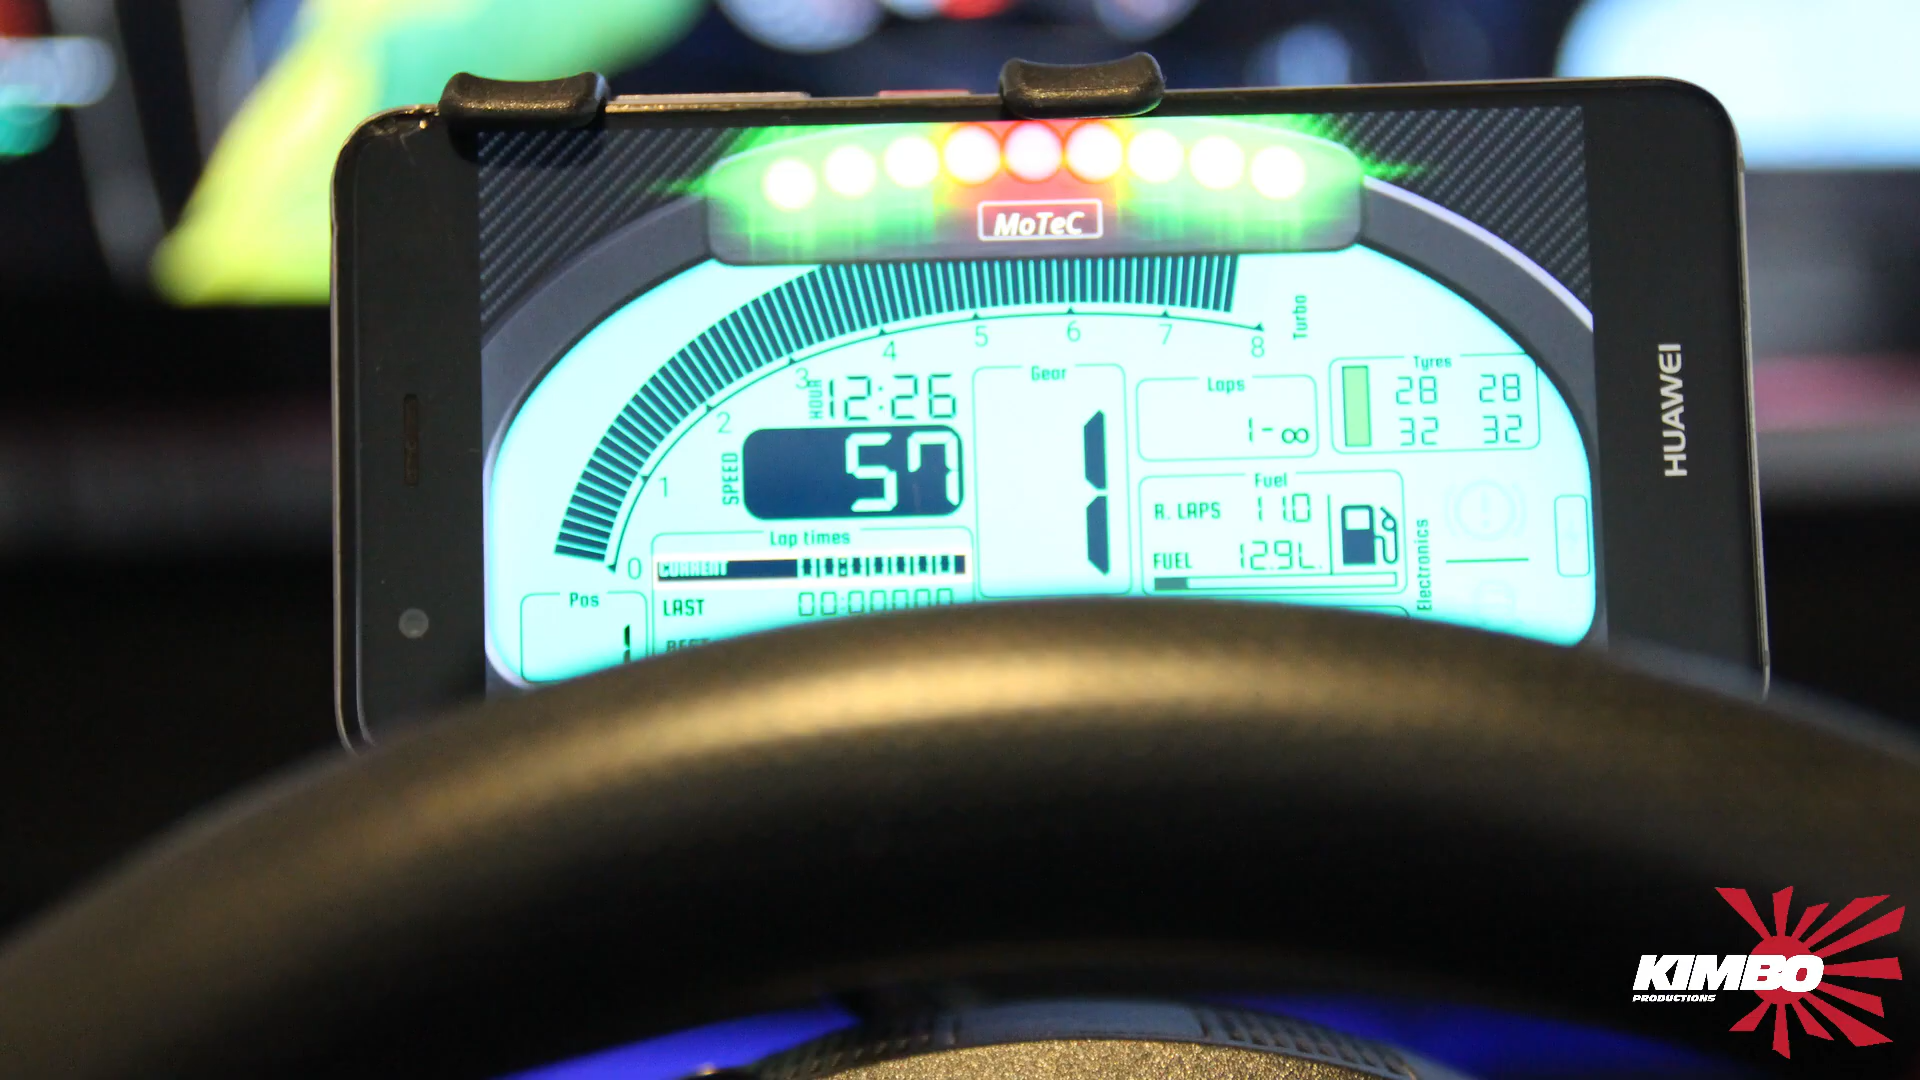 MoTeC
0 1 2 3 4 5 6 7 8
Turbo
HOUR 12:26
SPEED 57
Gear
1
Laps
1-∞
Tyres
28 28
32 32
Fuel
R. LAPS 11.0
FUEL 12.9L.
Electronics
Lap times
CURRENT
LAST 00:00000
Pos
1
HUAWEI
KIMBO
PRODUCTIONS